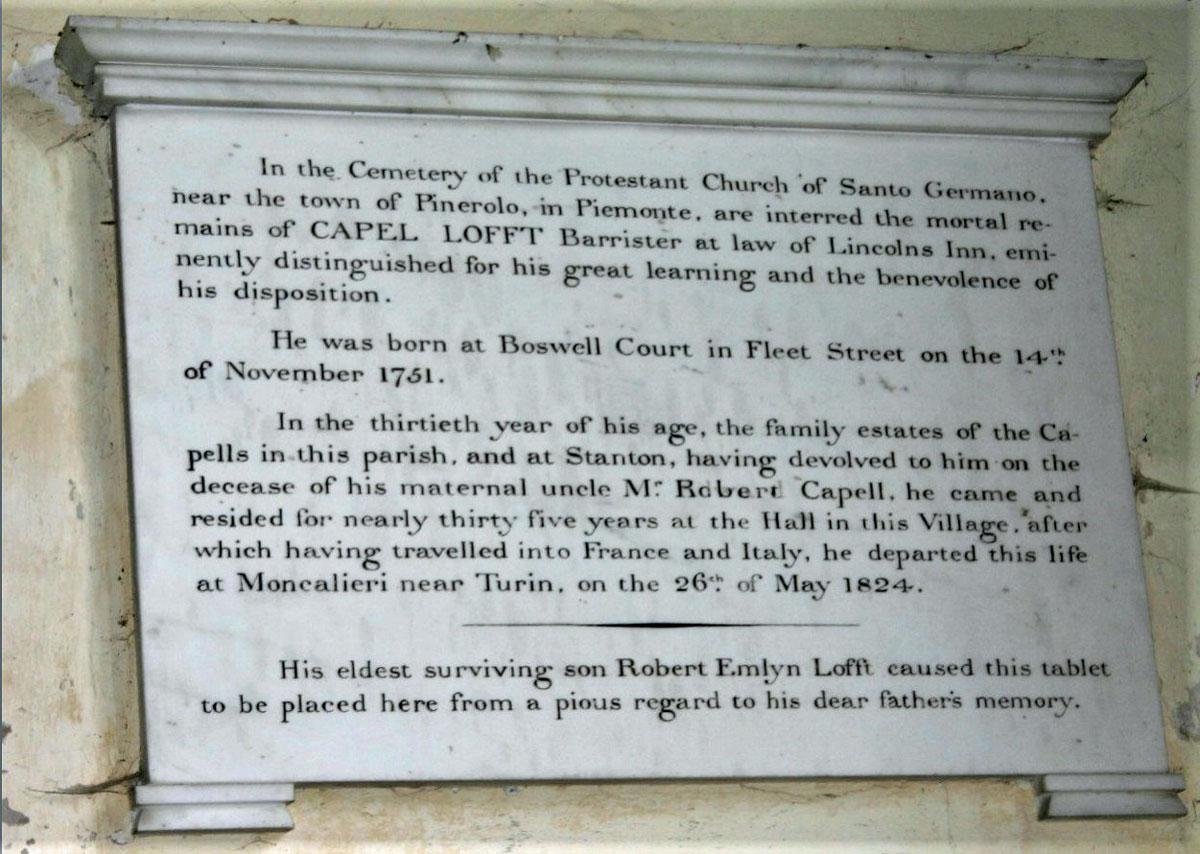 In the Cemetery of the Protestant Church of Santo Germano,
near the town of Pinerolo, in Piemonte, are interred the mortal re-
mains of CAPEL LOFFT Barrister at law of Lincolns Inn, emi-
nently distinguished for his great learning and the benevolence of
his disposition.
He was born at Boswell Court in Fleet Street on the 14th.
of November 1751.
In the thirtieth year of his age, the family estates of the Ca-
pells in this parish, and at Stanton, having devolved to him on the
decease of his maternal uncle Mr. Robert Capell, he came and
resided for nearly thirty five years at the Hall in this Village, after
which having travelled into France and Italy, he departed this life
at Moncalieri near Turin, on the 26th. of May 1824.
His eldest surviving son Robert Emlyn Lofft caused this tablet
to be placed here from a pious regard to his dear father's memory.